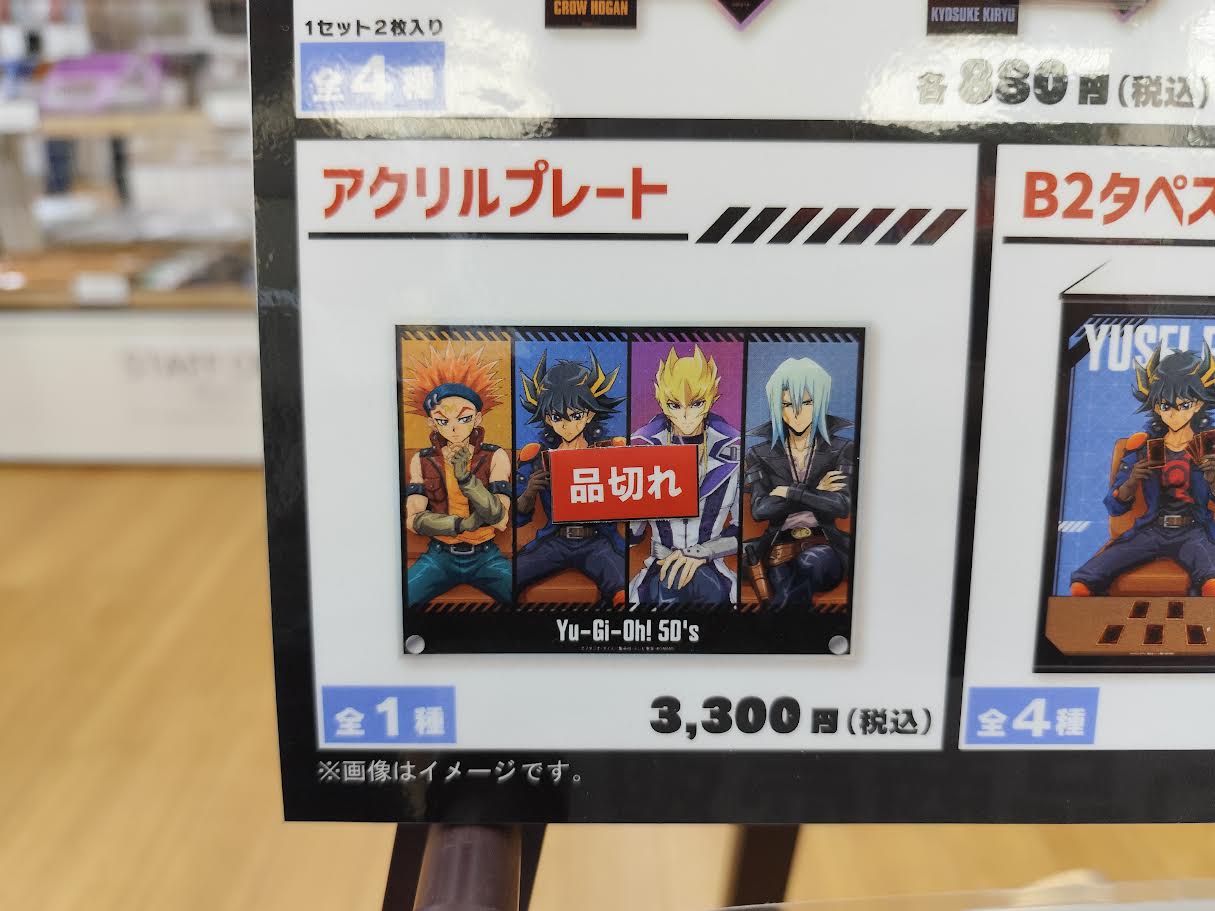 CROW HOGAN
KYOSUKE KIRYU
1セット2枚入り
全4種
各880円(税込)
アクリルプレート
品切れ
Yu-Gi-Oh! 5D's
全1種
3,300円(税込)
B2タペス
YUSEI
全4種
※画像はイメージです。